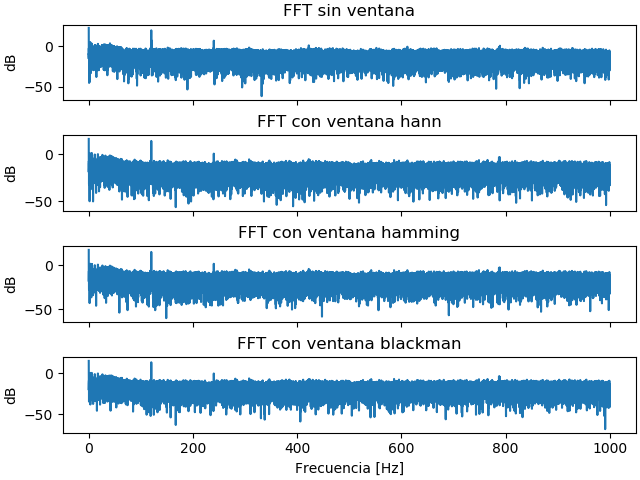 FFT sin ventana
0
dB
−50
FFT con ventana hann
0
dB
−50
FFT con ventana hamming
0
dB
−50
FFT con ventana blackman
0
dB
−50
0 200 400 600 800 1000
Frecuencia [Hz]